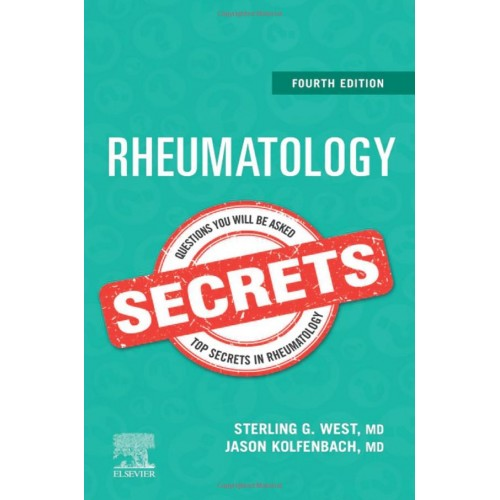 FOURTH EDITION
RHEUMATOLOGY
QUESTIONS YOU WILL BE ASKED
SECRETS
TOP SECRETS IN RHEUMATOLOGY
STERLING G. WEST, MD
JASON KOLFENBACH, MD
ELSEVIER